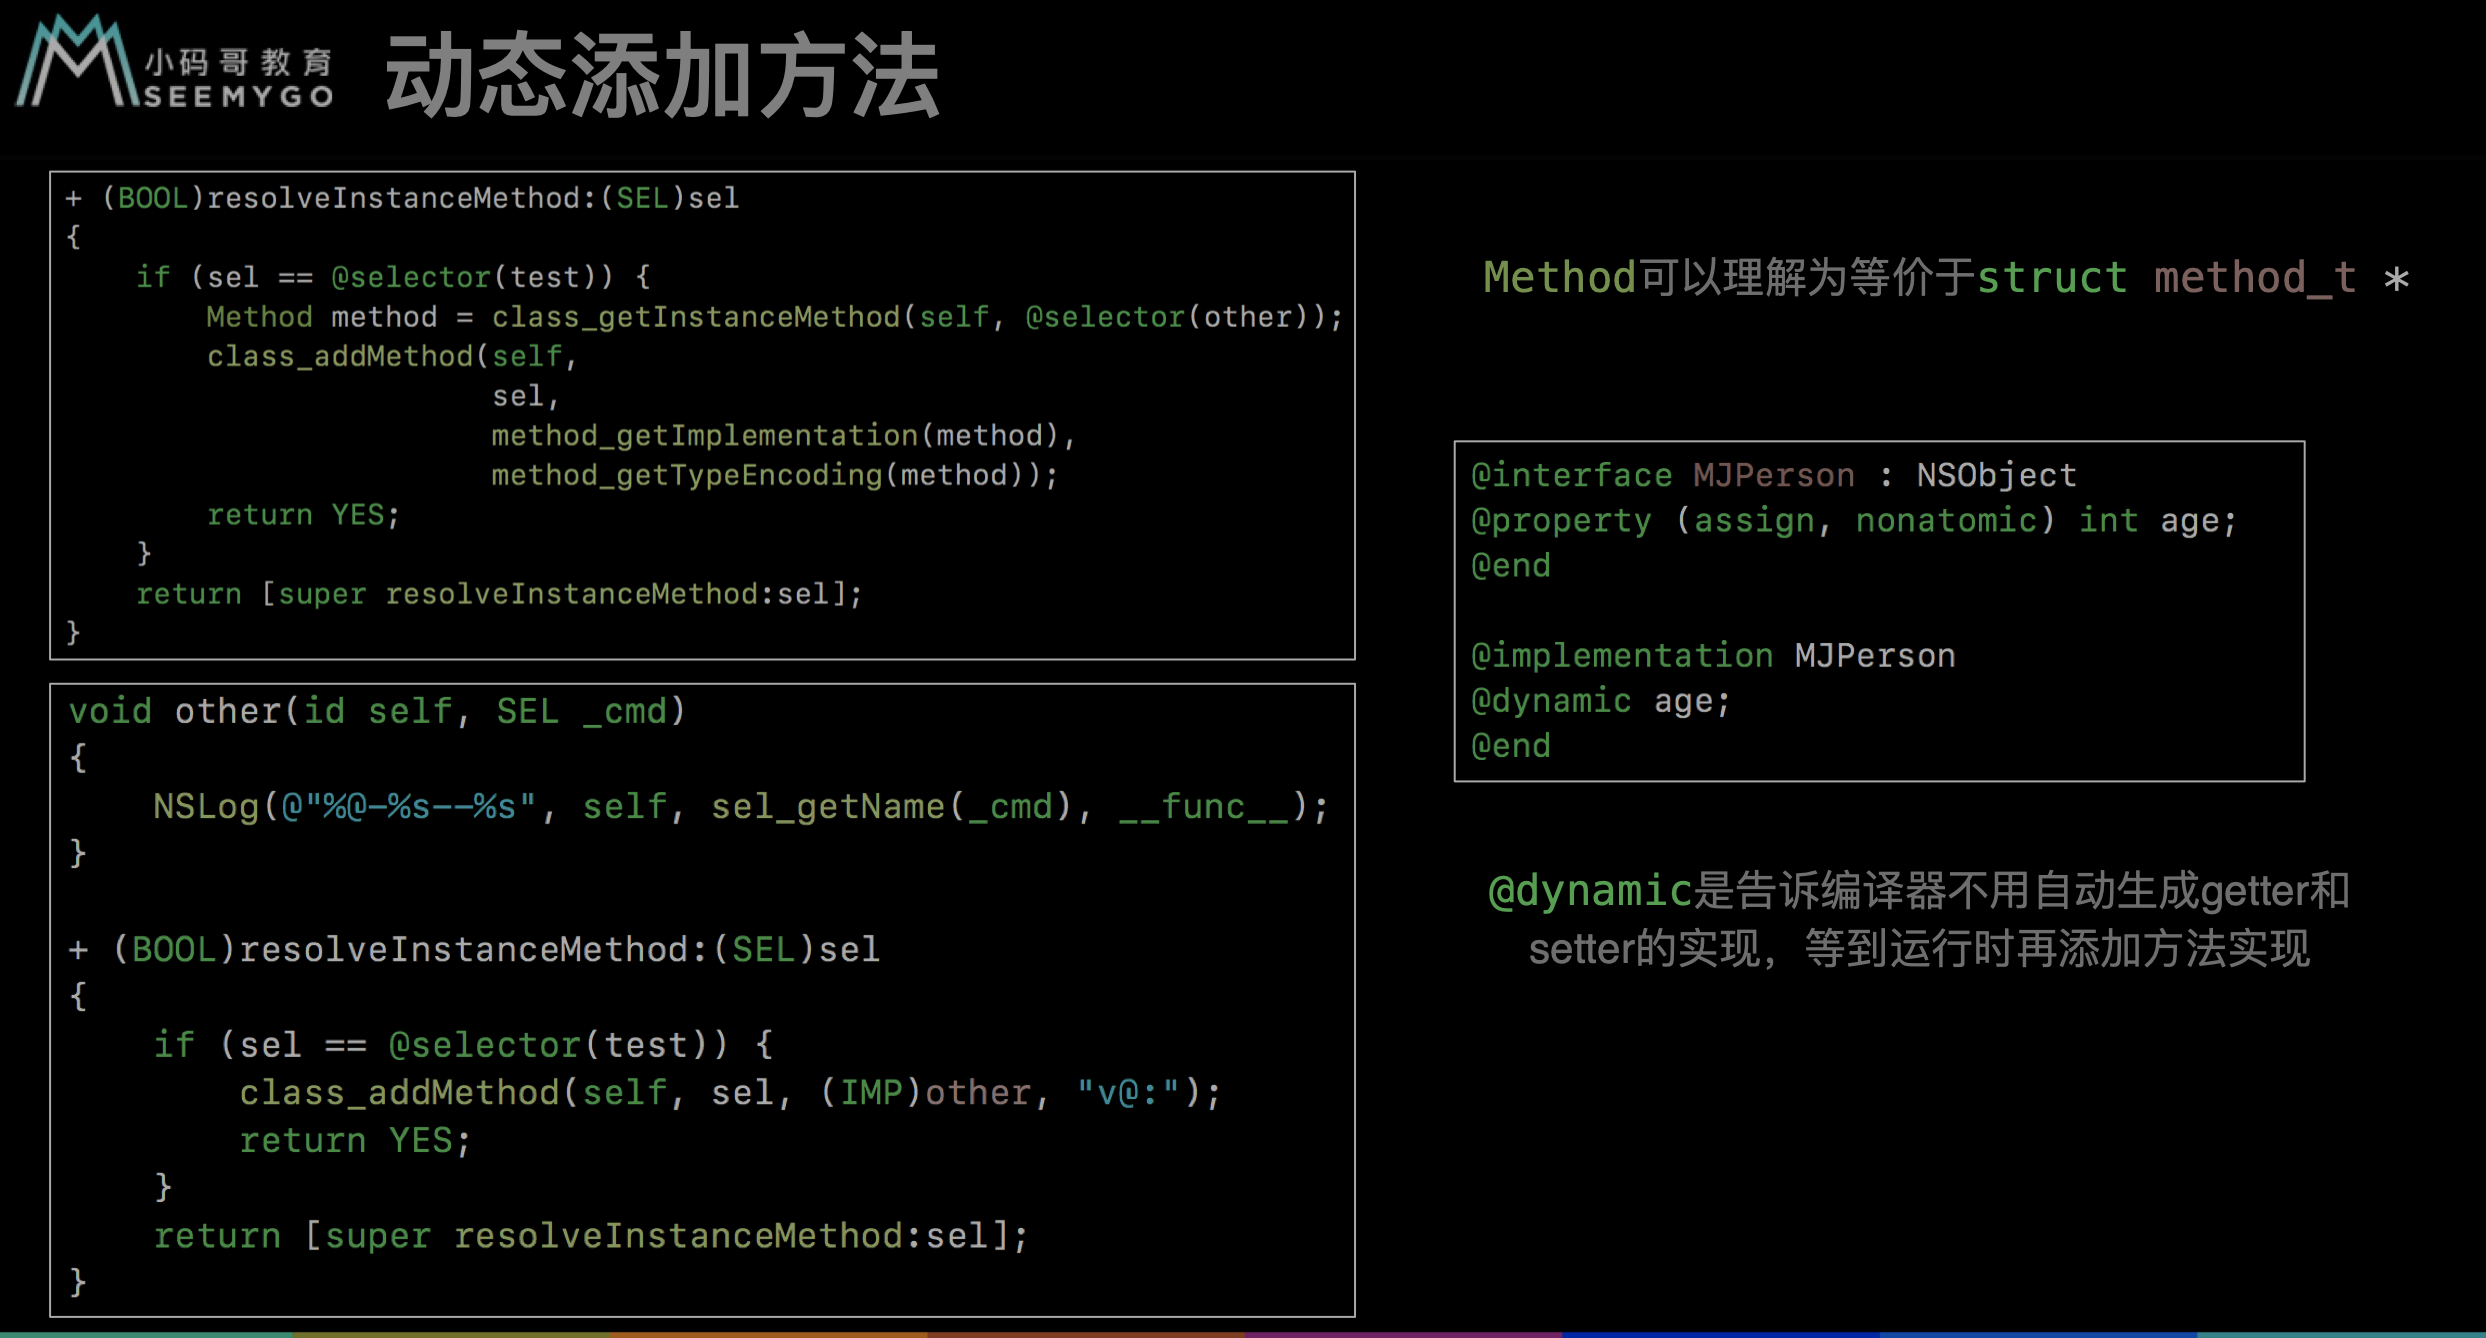 小码哥教育
SEEMYGO
动态添加方法
+ (BOOL)resolveInstanceMethod:(SEL)sel
{
    if (sel == @selector(test)) {
        Method method = class_getInstanceMethod(self, @selector(other));
        class_addMethod(self,
                        sel,
                        method_getImplementation(method),
                        method_getTypeEncoding(method));
        return YES;
    }
    return [super resolveInstanceMethod:sel];
}
void other(id self, SEL _cmd)
{
    NSLog(@"%@-%s--%s", self, sel_getName(_cmd), __func__);
}

+ (BOOL)resolveInstanceMethod:(SEL)sel
{
    if (sel == @selector(test)) {
        class_addMethod(self, sel, (IMP)other, "v@:");
        return YES;
    }
    return [super resolveInstanceMethod:sel];
}
Method可以理解为等价于struct method_t *
@interface MJPerson : NSObject
@property (assign, nonatomic) int age;
@end

@implementation MJPerson
@dynamic age;
@end
@dynamic是告诉编译器不用自动生成getter和
setter的实现，等到运行时再添加方法实现